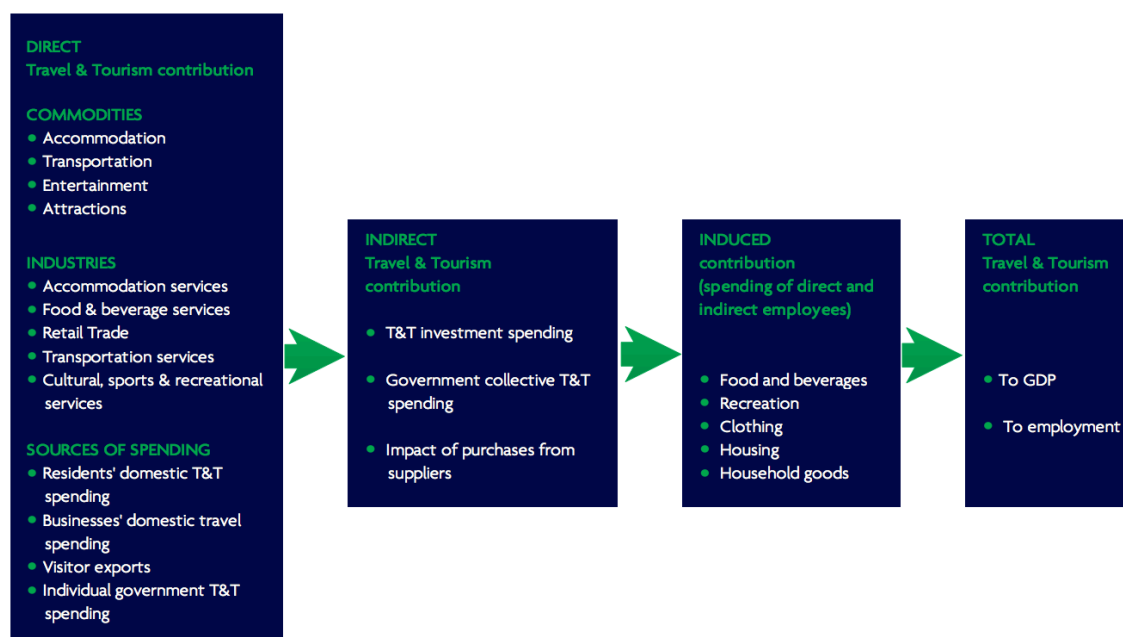 DIRECT
Travel & Tourism contribution
COMMODITIES
• Accommodation
• Transportation
• Entertainment
• Attractions
INDUSTRIES
• Accommodation services
• Food & beverage services
• Retail Trade
• Transportation services
• Cultural, sports & recreational
services
SOURCES OF SPENDING
• Residents' domestic T&T
spending
• Businesses' domestic travel
spending
• Visitor exports
• Individual government T&T
spending
INDIRECT
Travel & Tourism
contribution
• T&T investment spending
• Government collective T&T
spending
• Impact of purchases from
suppliers
INDUCED
contribution
(spending of direct and
indirect employees)
• Food and beverages
• Recreation
• Clothing
• Housing
• Household goods
TOTAL
Travel & Tourism
contribution
• To GDP
• To employment